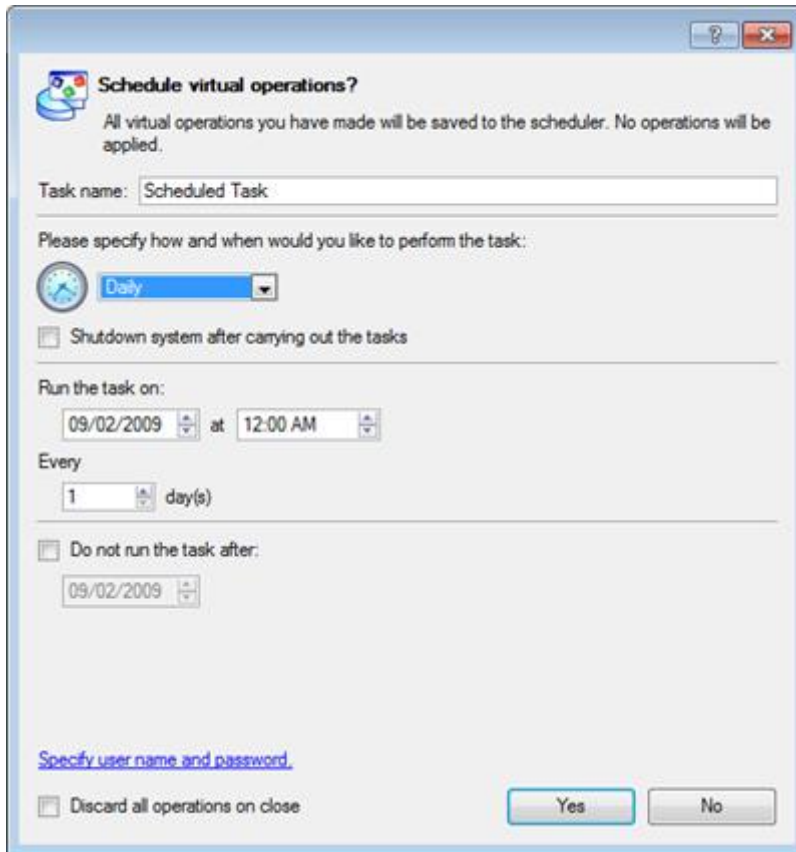 Schedule virtual operations?
All virtual operations you have made will be saved to the scheduler. No operations will be
applied.
Task name: Scheduled Task
Please specify how and when would you like to perform the task:
Daily
Shutdown system after carrying out the tasks
Run the task on:
09/02/2009 at 12:00 AM
Every
1 day(s)
Do not run the task after:
09/02/2009
Specify user name and password.
Discard all operations on close Yes No